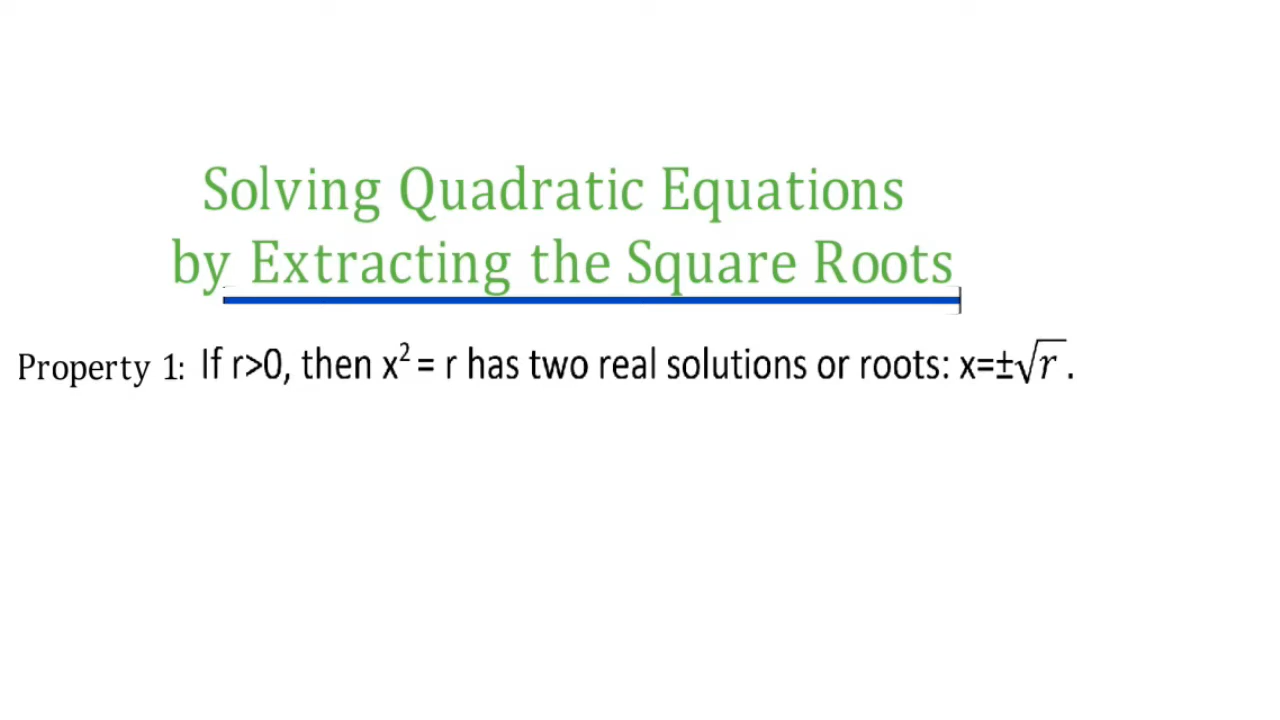 Solving Quadratic Equations
by Extracting the Square Roots
Property 1: If r>0, then x² = r has two real solutions or roots: x=±√r .